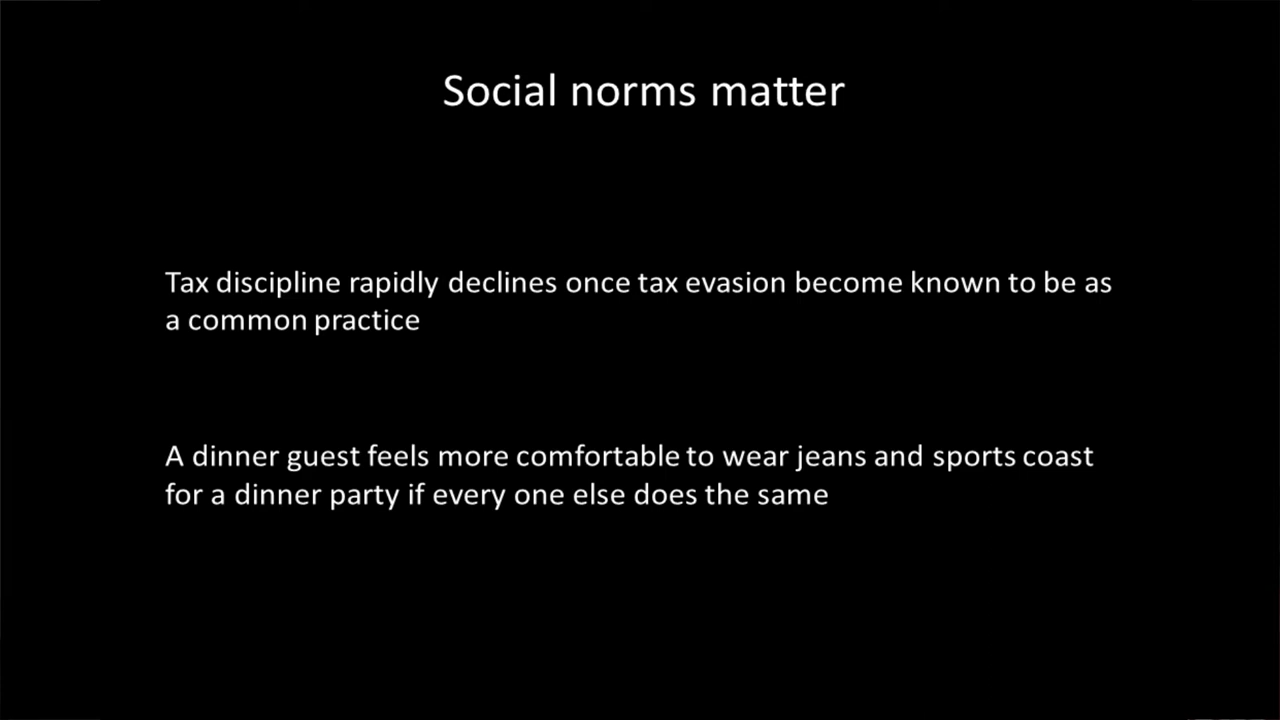 Social norms matter
Tax discipline rapidly declines once tax evasion become known to be as
a common practice
A dinner guest feels more comfortable to wear jeans and sports coast
for a dinner party if every one else does the same